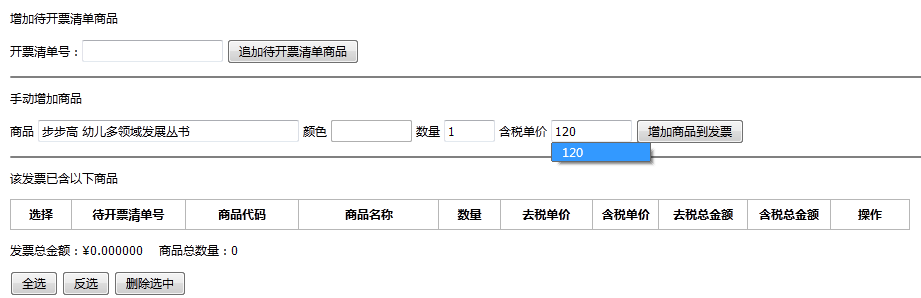 增加待开票清单商品
开票清单号： 追加待开票清单商品
手动增加商品
商品 步步高 幼儿多领域发展丛书 颜色 数量 1 含税单价 120 增加商品到发票
120
该发票已含以下商品
选择 待开票清单号 商品代码 商品名称 数量 去税单价 含税单价 去税总金额 含税总金额 操作
发票总金额：¥0.000000 商品总数量：0
全选 反选 删除选中